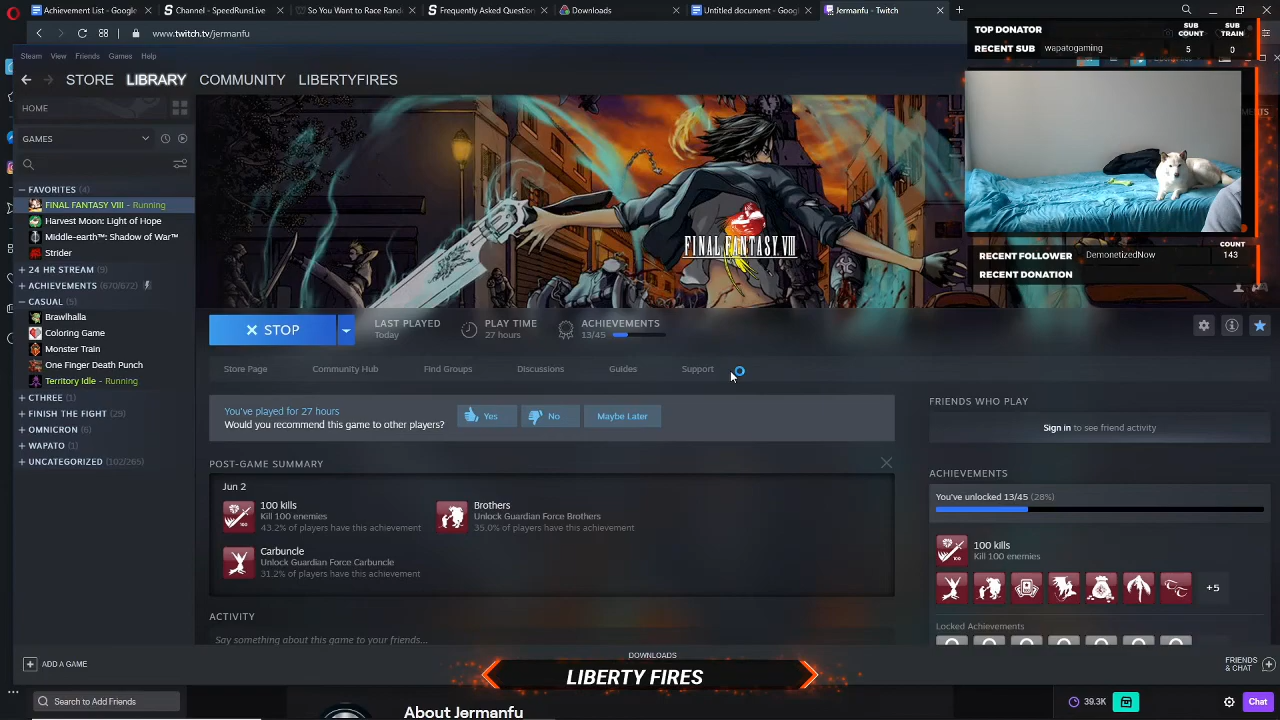 Achievement List - Google
Channel - SpeedRunsLive
So You Want to Race Rand
Frequently Asked Question
Downloads
Untitled document - Goog
Jermanfu - Twitch
www.twitch.tv/jermanfu
TOP DONATOR
SUB COUNT
SUB TRAIN
RECENT SUB wapatogaming 5 0
Steam View Friends Games Help
STORE LIBRARY COMMUNITY LIBERTYFIRES
HOME
GAMES
FAVORITES (4)
FINAL FANTASY VIII - Running
Harvest Moon: Light of Hope
Middle-earth™: Shadow of War™
Strider
24 HR STREAM (9)
ACHIEVEMENTS (670/672)
CASUAL (5)
Brawlhalla
Coloring Game
Monster Train
One Finger Death Punch
Territory Idle - Running
CTHREE (1)
FINISH THE FIGHT (29)
OMNICRON (6)
WAPATO (1)
UNCATEGORIZED (102/265)
FINAL FANTASY VIII
RECENT FOLLOWER DemonetizedNow
COUNT
143
RECENT DONATION
STOP
LAST PLAYED
Today
PLAY TIME
27 hours
ACHIEVEMENTS
13/45
Store Page Community Hub Find Groups Discussions Guides Support
You've played for 27 hours
Would you recommend this game to other players?
Yes No Maybe Later
POST-GAME SUMMARY
Jun 2
100 kills
Kill 100 enemies
43.2% of players have this achievement
Brothers
Unlock Guardian Force Brothers
35.0% of players have this achievement
Carbuncle
Unlock Guardian Force Carbuncle
31.2% of players have this achievement
ACTIVITY
Say something about this game to your friends...
FRIENDS WHO PLAY
Sign in to see friend activity
ACHIEVEMENTS
You've unlocked 13/45 (28%)
100 kills
Kill 100 enemies
+5
Locked Achievements
ADD A GAME
DOWNLOADS
LIBERTY FIRES
FRIENDS & CHAT
Search to Add Friends
About Jermanfu
39.3K
Chat